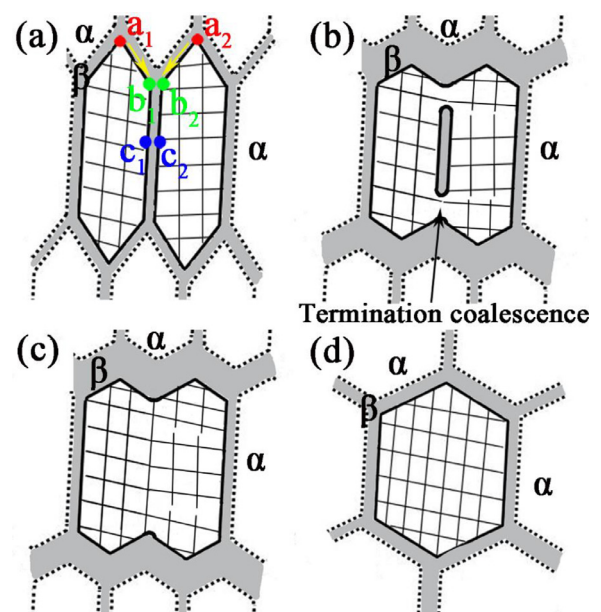 (a) α a1 a2
β
b1 b2
c1 c2
α
(b) α
β
α
Termination coalescence
(c) α
β
α
(d) α
β
α